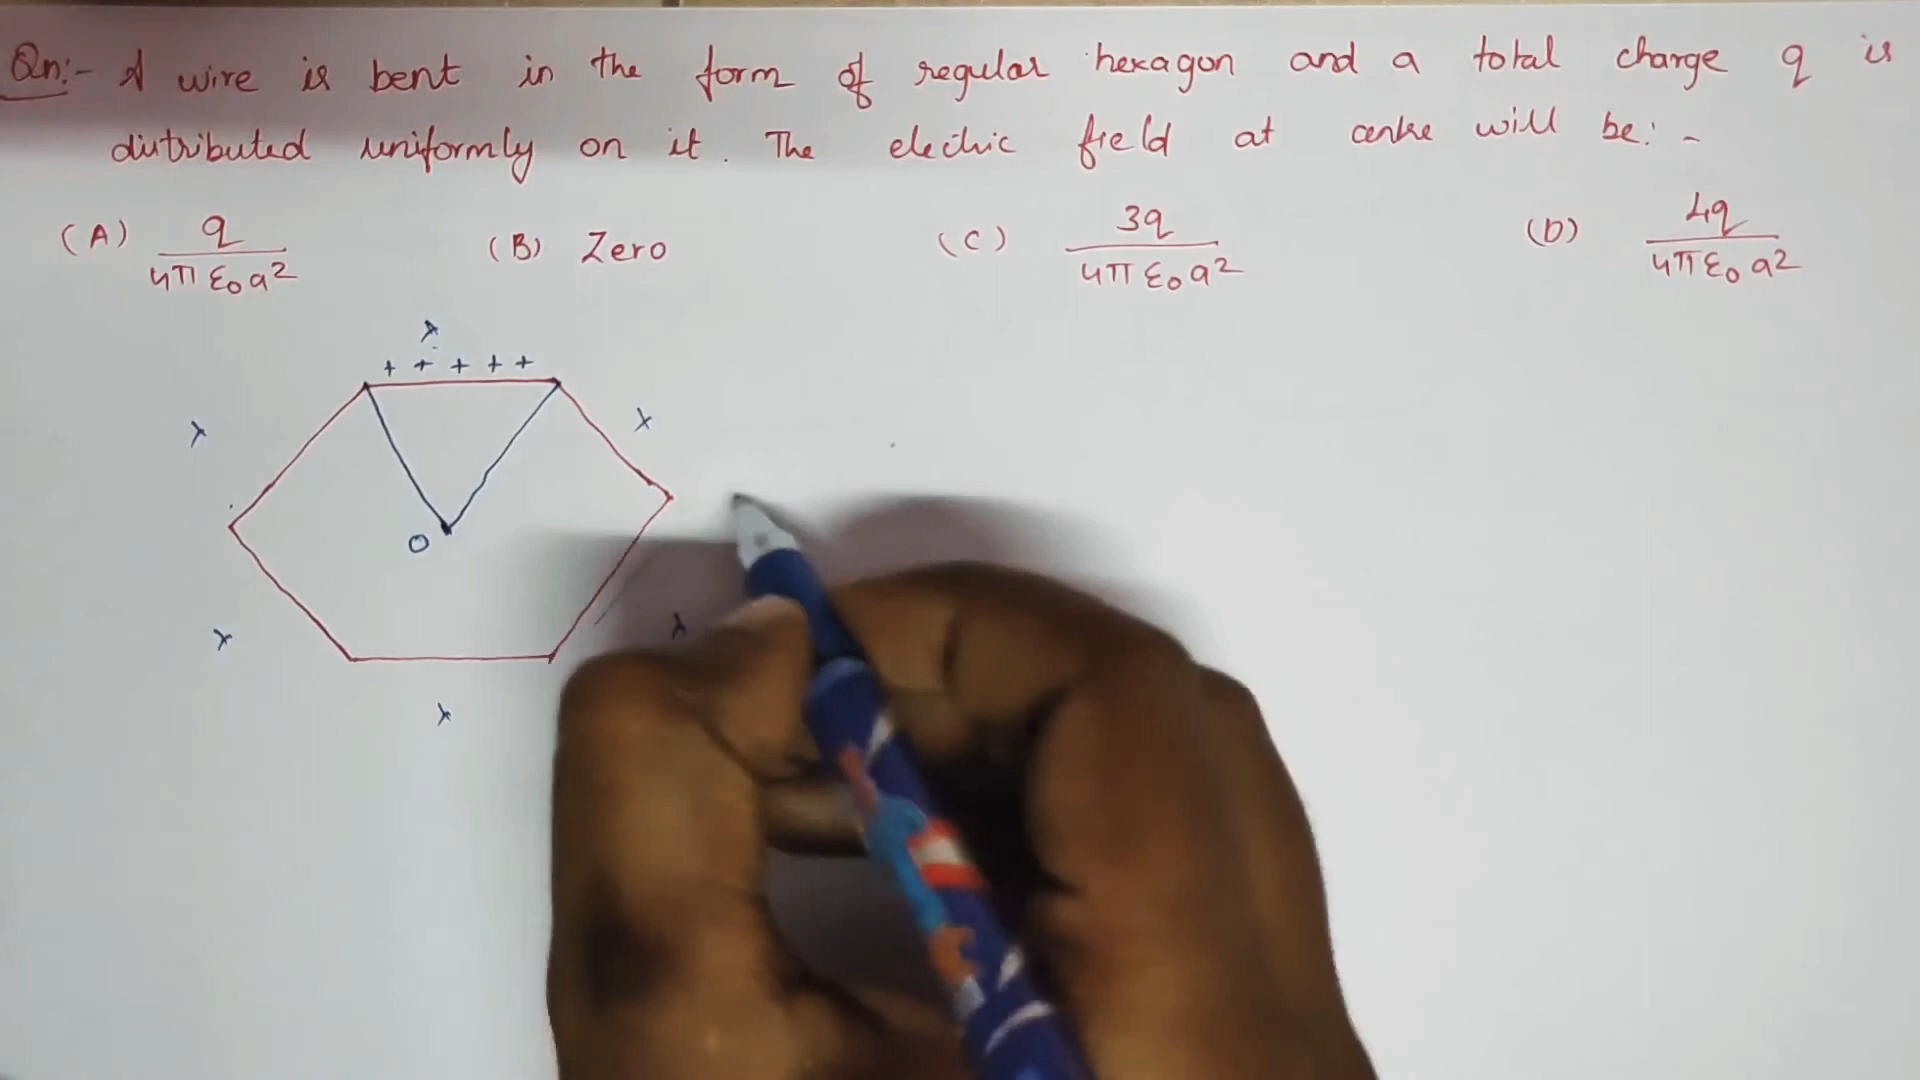 Qn:- A wire is bent in the form of regular hexagon and a total charge q is
distributed uniformly on it. The electric field at centre will be:-
(A) q/4π ε₀ a² (B) Zero (C) 3q/4π ε₀ a² (D) 4q/4π ε₀ a²
λ
+ + + + +
λ λ
O
λ λ
λ